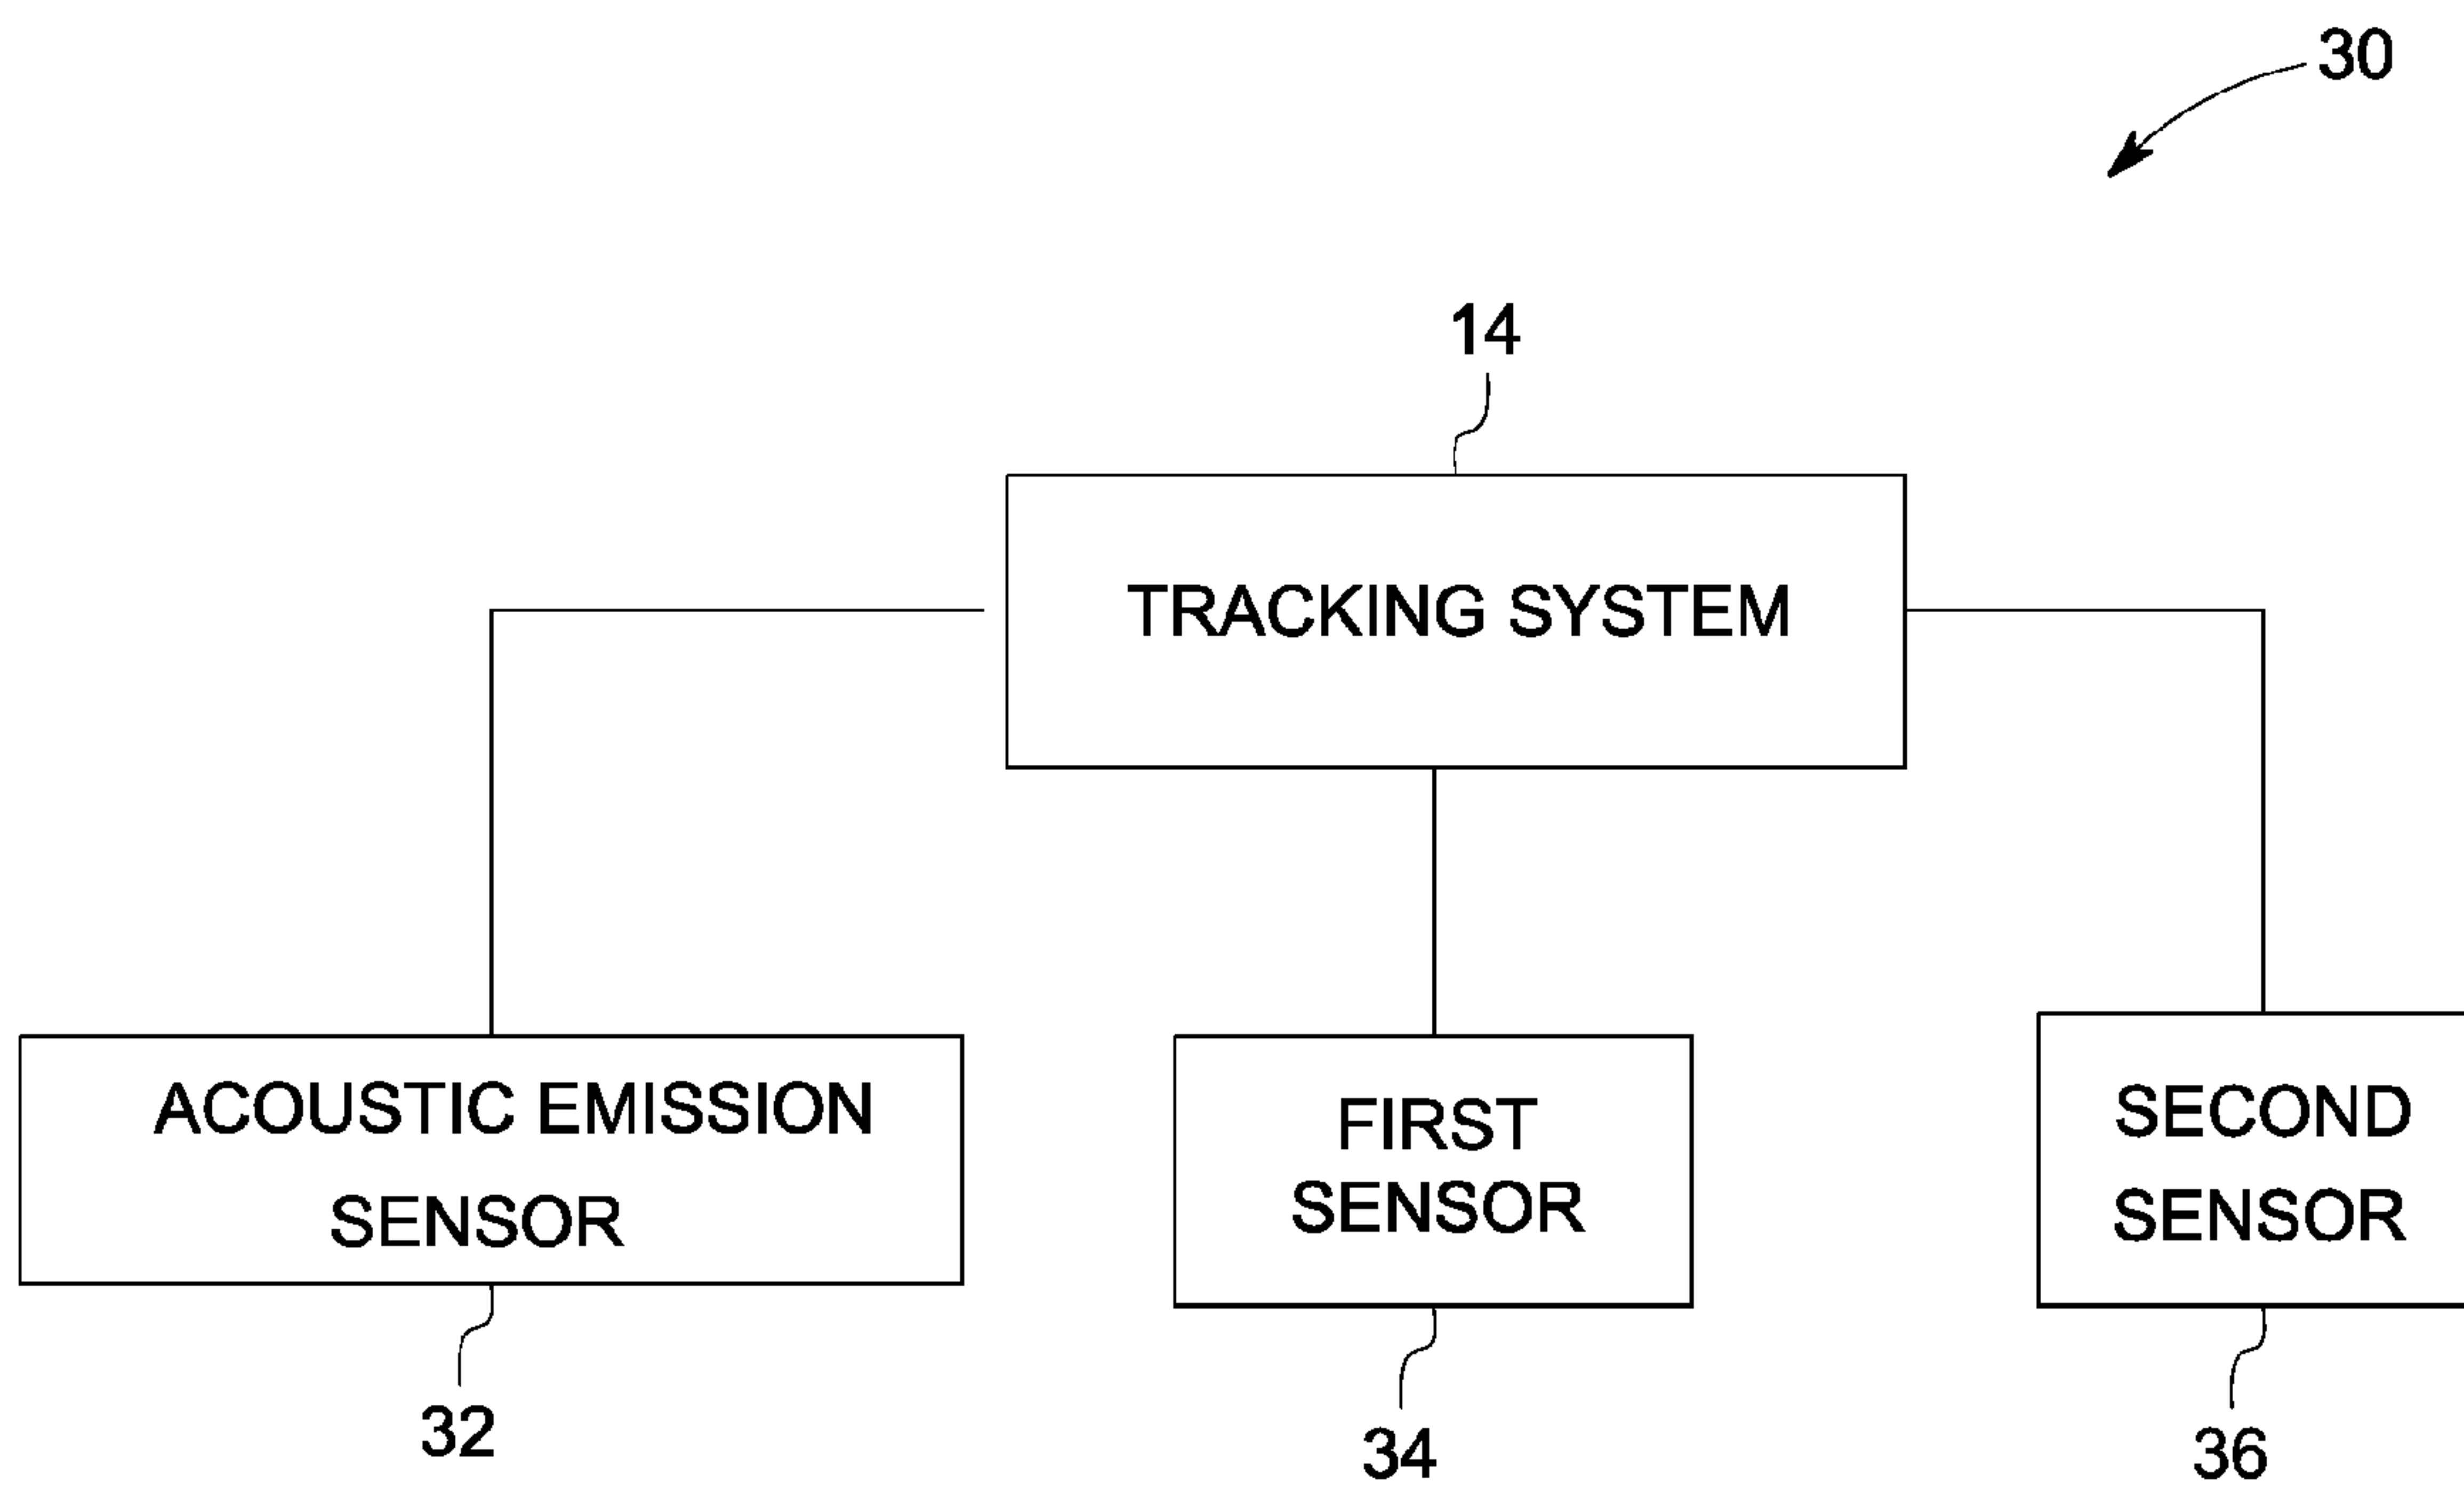 30
14
TRACKING SYSTEM
ACOUSTIC EMISSION
SENSOR
FIRST
SENSOR
SECOND
SENSOR
32
34
36